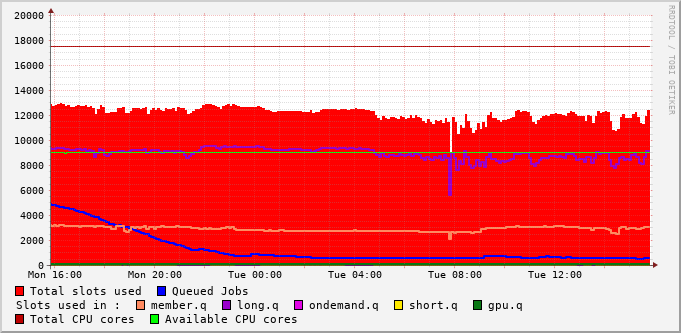 20000
18000
16000
14000
12000
10000
8000
6000
4000
2000
0
Mon 16:00 Mon 20:00 Tue 00:00 Tue 04:00 Tue 08:00 Tue 12:00
RRDTOOL / TOBI OETIKER
Total slots used Queued Jobs
Slots used in : member.q long.q ondemand.q short.q gpu.q
Total CPU cores Available CPU cores